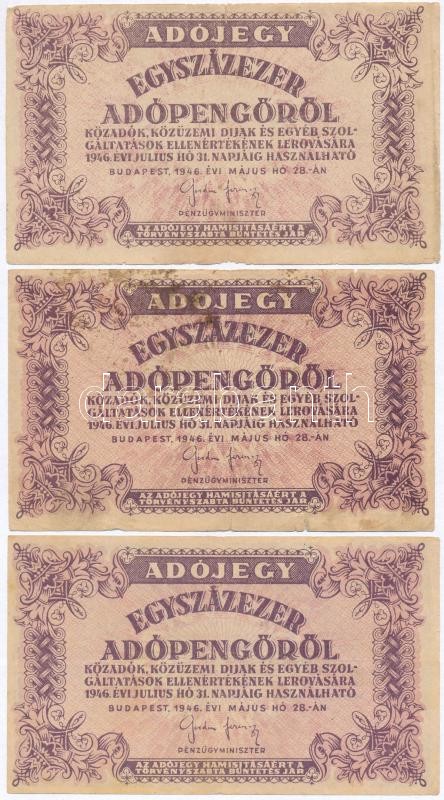 ADÓJEGY
EGYSZÁZEZER
ADÓPENGŐRŐL
KÖZADÓK, KÖZÜZEMI DIJAK ÉS EGYÉB SZOL-
GÁLTATÁSOK ELLENÉRTÉKÉNEK LEROVÁSÁRA
1946. ÉVI JULIUS HÓ 31. NAPJÁIG HASZNÁLHATÓ
BUDAPEST, 1946. ÉVI MÁJUS HÓ 28.-ÁN
PÉNZÜGYMINISZTER
AZ ADÓJEGY HAMISITÁSÁÉRT A
TÖRVÉNYSZABTA BÜNTETÉS JÁR
ADÓJEGY
EGYSZÁZEZER
ADÓPENGŐRŐL
KÖZADÓK, KÖZÜZEMI DIJAK ÉS EGYÉB SZOL-
GÁLTATÁSOK ELLENÉRTÉKÉNEK LEROVÁSÁRA
1946. ÉVI JULIUS HÓ 31. NAPJÁIG HASZNÁLHATÓ
BUDAPEST, 1946. ÉVI MÁJUS HÓ 28.-ÁN
PÉNZÜGYMINISZTER
AZ ADÓJEGY HAMISITÁSÁÉRT A
TÖRVÉNYSZABTA BÜNTETÉS JÁR
ADÓJEGY
EGYSZÁZEZER
ADÓPENGŐRŐL
KÖZADÓK, KÖZÜZEMI DIJAK ÉS EGYÉB SZOL-
GÁLTATÁSOK ELLENÉRTÉKÉNEK LEROVÁSÁRA
1946. ÉVI JULIUS HÓ 31. NAPJÁIG HASZNÁLHATÓ
BUDAPEST, 1946. ÉVI MÁJUS HÓ 28.-ÁN
PÉNZÜGYMINISZTER
AZ ADÓJEGY HAMISITÁSÁÉRT A
TÖRVÉNYSZABTA BÜNTETÉS JÁR